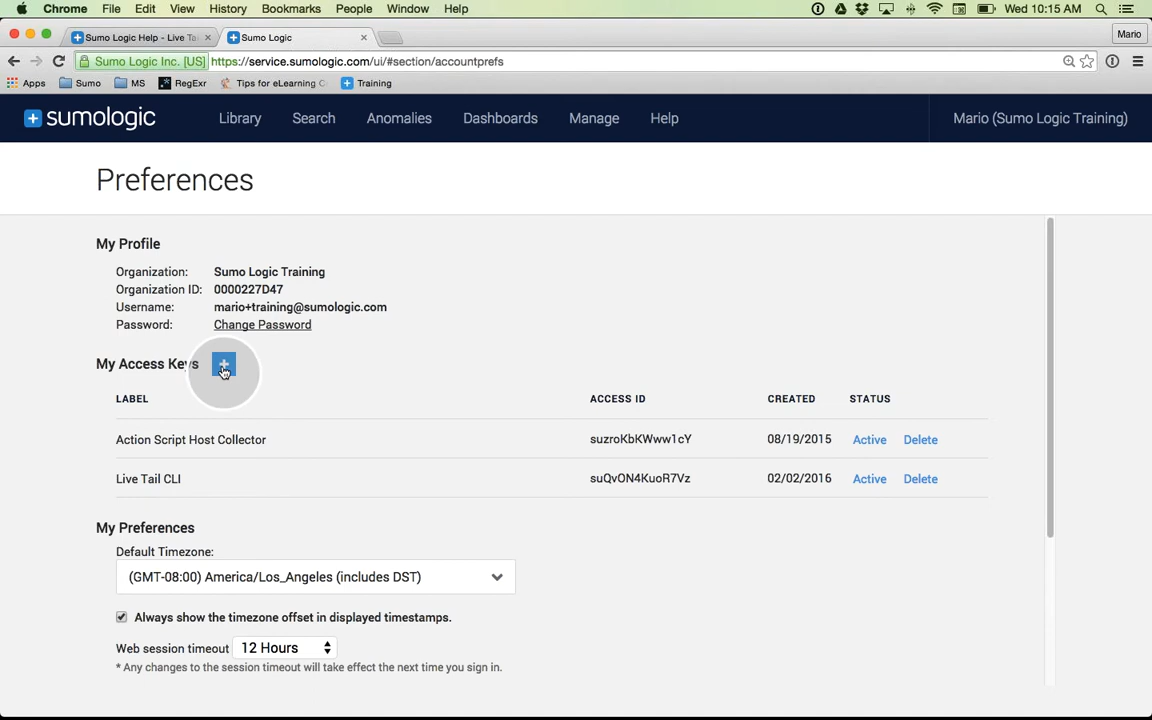 Chrome File Edit View History Bookmarks People Window Help Wed 10:15 AM
Sumo Logic Help - Live Ta Sumo Logic Mario
Sumo Logic Inc. [US] https://service.sumologic.com/ui/#section/accountprefs
Apps Sumo MS RegExr Tips for eLearning C Training
sumologic Library Search Anomalies Dashboards Manage Help Mario (Sumo Logic Training)
Preferences
My Profile
Organization: Sumo Logic Training
Organization ID: 0000227D47
Username: mario+training@sumologic.com
Password: Change Password
My Access Keys
LABEL ACCESS ID CREATED STATUS
Action Script Host Collector suzroKbKWww1cY 08/19/2015 Active Delete
Live Tail CLI suQvON4KuoR7Vz 02/02/2016 Active Delete
My Preferences
Default Timezone:
(GMT-08:00) America/Los_Angeles (includes DST)
Always show the timezone offset in displayed timestamps.
Web session timeout 12 Hours
* Any changes to the session timeout will take effect the next time you sign in.